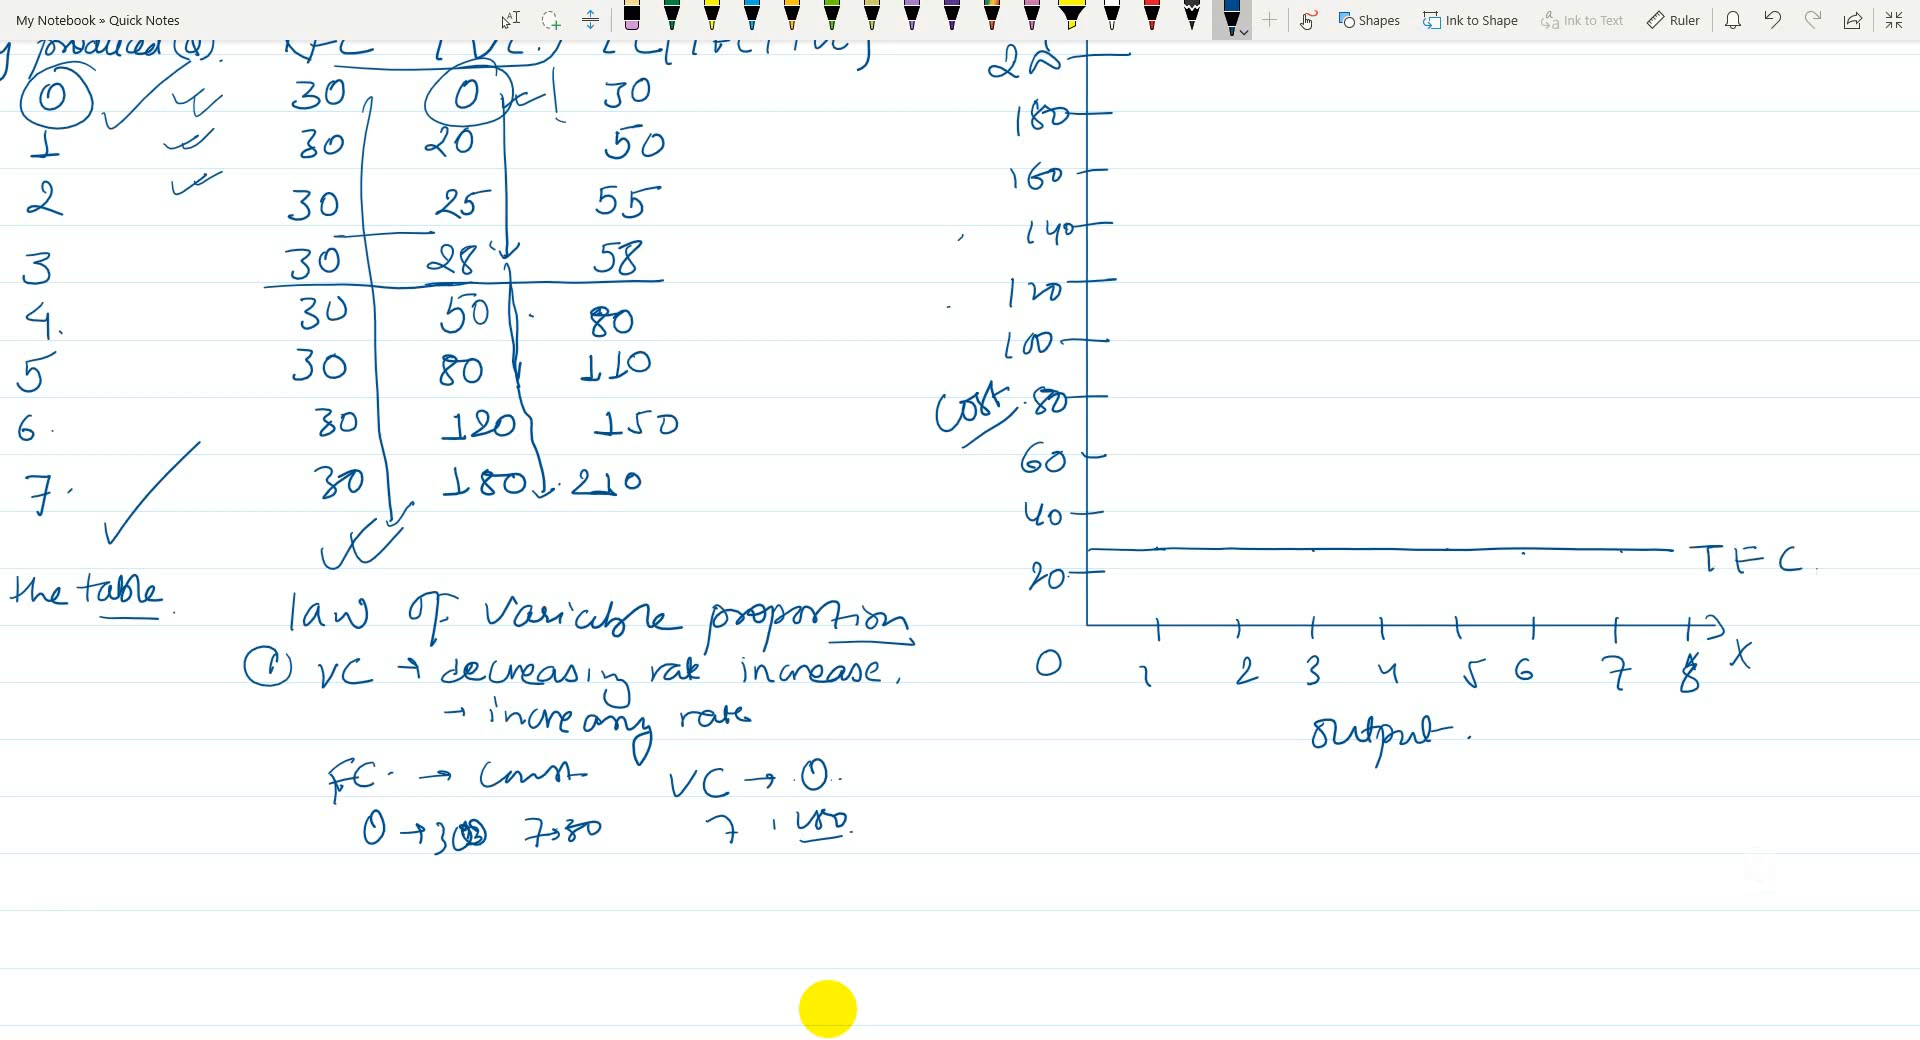 My Notebook » Quick Notes
Shapes
Ink to Shape
Ink to Text
Ruler
0 30 0 30
1 30 20 50
2 30 25 55
3 30 28 58
4. 30 50 80
5 30 80 110
6. 30 120 150
7. 30 180 210
the table.
law of variable proportion
① VC → decreasing rate increase.
→ increany rate
FC. → const VC → 0.
0 → 30 7→30 7
180
160
140
120
100
Cost 80
60
40
TFC
20
0 1 2 3 4 5 6 7 8 X
output.